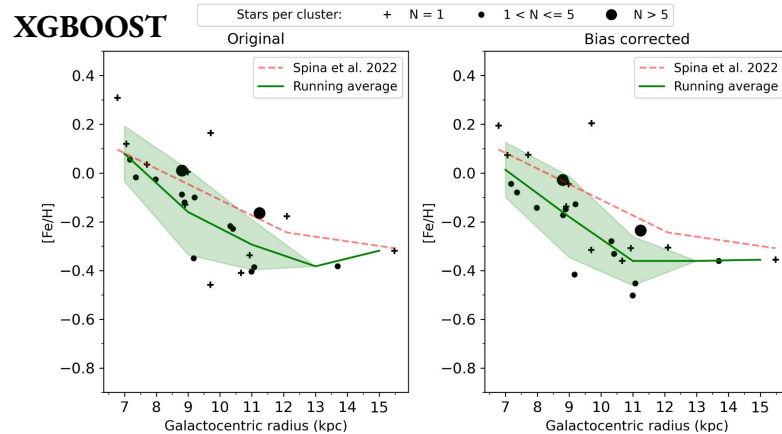 XGBOOST
Stars per cluster: N = 1 1 < N <= 5 N > 5
Original
Bias corrected
Spina et al. 2022
Running average
Spina et al. 2022
Running average
[Fe/H]
0.4
0.2
0.0
−0.2
−0.4
−0.6
−0.8
7 8 9 10 11 12 13 14 15
Galactocentric radius (kpc)
[Fe/H]
0.4
0.2
0.0
−0.2
−0.4
−0.6
−0.8
7 8 9 10 11 12 13 14 15
Galactocentric radius (kpc)